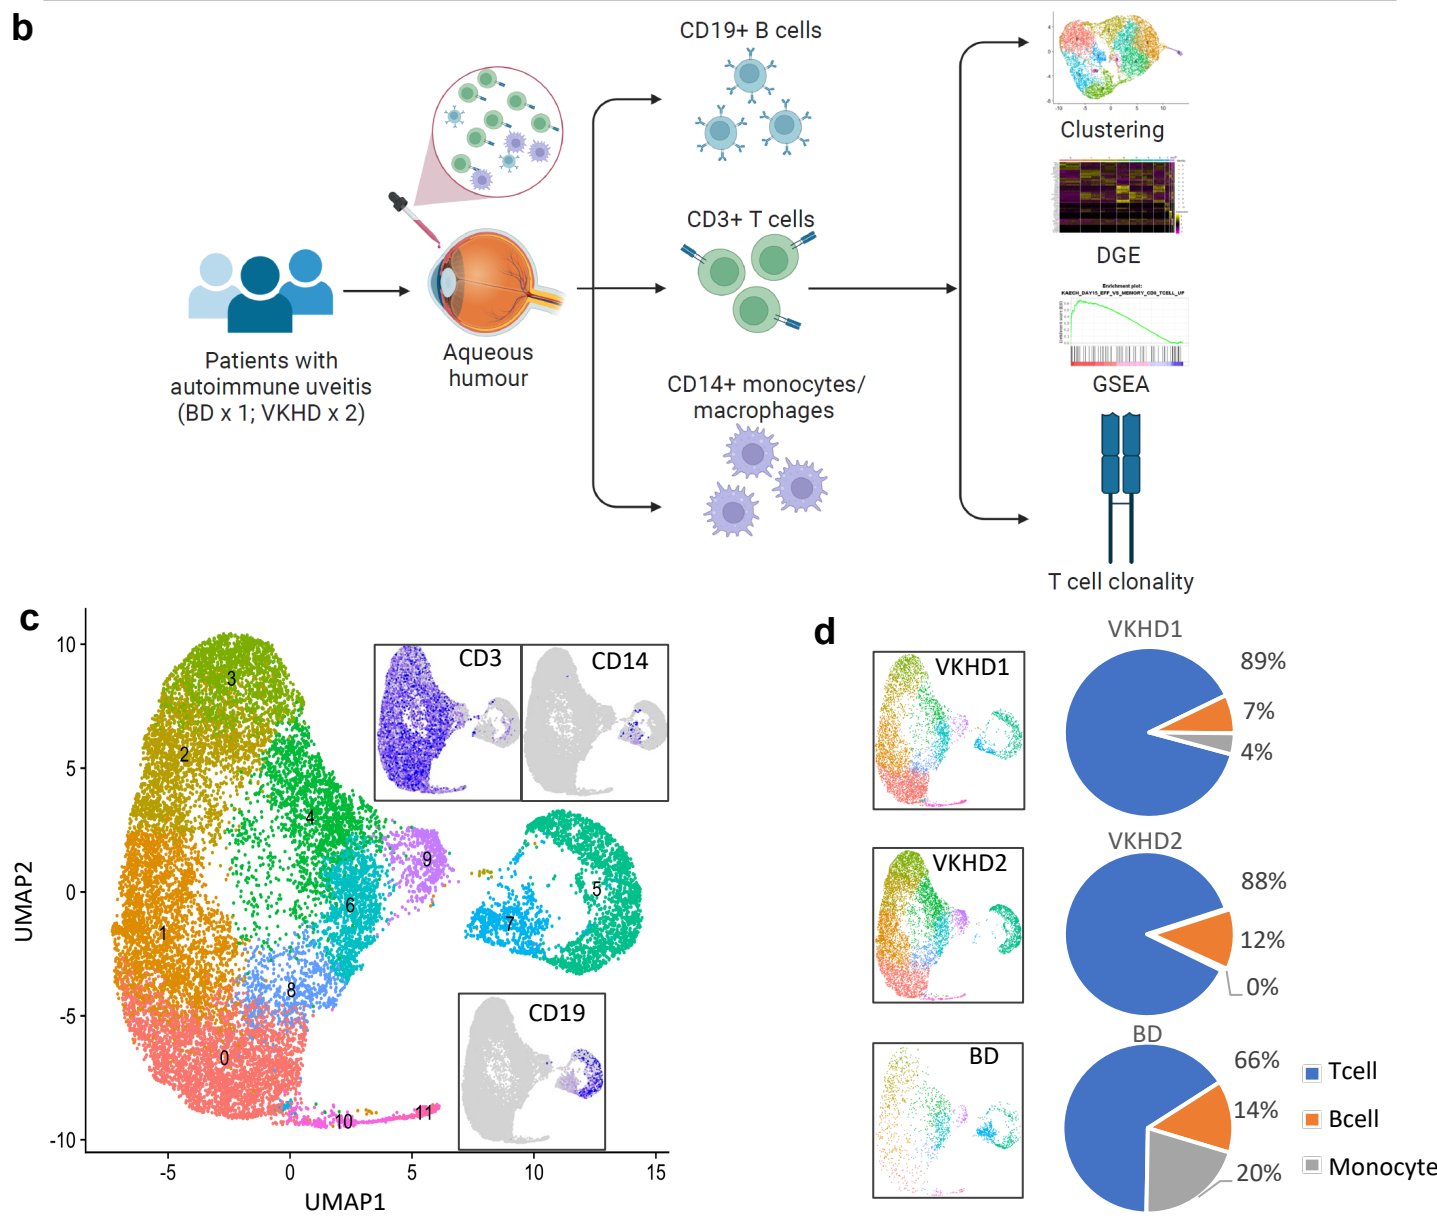 b
CD19+ B cells
Clustering
CD3+ T cells
DGE
Patients with
autoimmune uveitis
(BD x 1; VKHD x 2)
Aqueous
humour
Enrichment plot:
KAECH_DAY15_EFF_VS_MEMORY_CD8_TCELL_UP
GSEA
CD14+ monocytes/
macrophages
T cell clonality
c
UMAP2
10
5
0
-5
-10
-5
0
5
10
15
UMAP1
3
2
4
9
6
5
7
1
8
0
10
11
CD3
CD14
CD19
d
VKHD1
VKHD1
89%
7%
4%
VKHD2
VKHD2
88%
12%
0%
BD
BD
66%
14%
20%
Tcell
Bcell
Monocyte